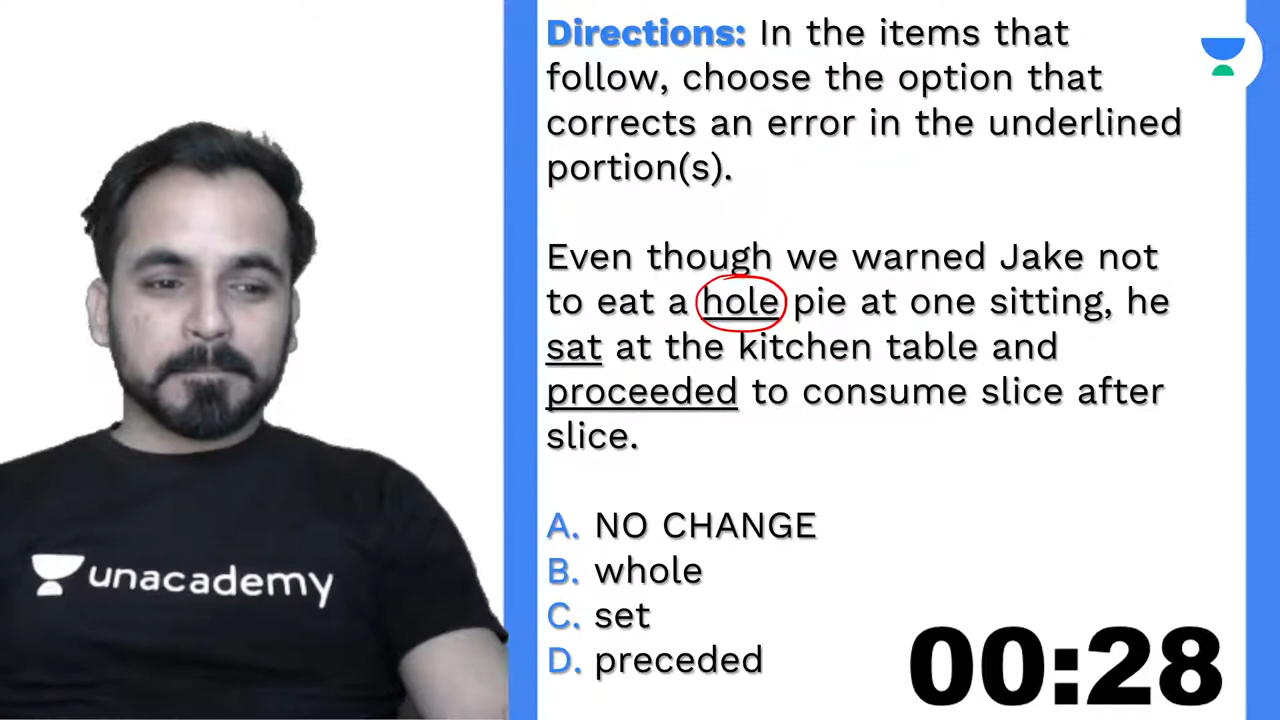 Directions: In the items that
follow, choose the option that
corrects an error in the underlined
portion(s).
Even though we warned Jake not
to eat a hole pie at one sitting, he
sat at the kitchen table and
proceeded to consume slice after
slice.
A. NO CHANGE
B. whole
C. set
D. preceded
00:28
unacademy